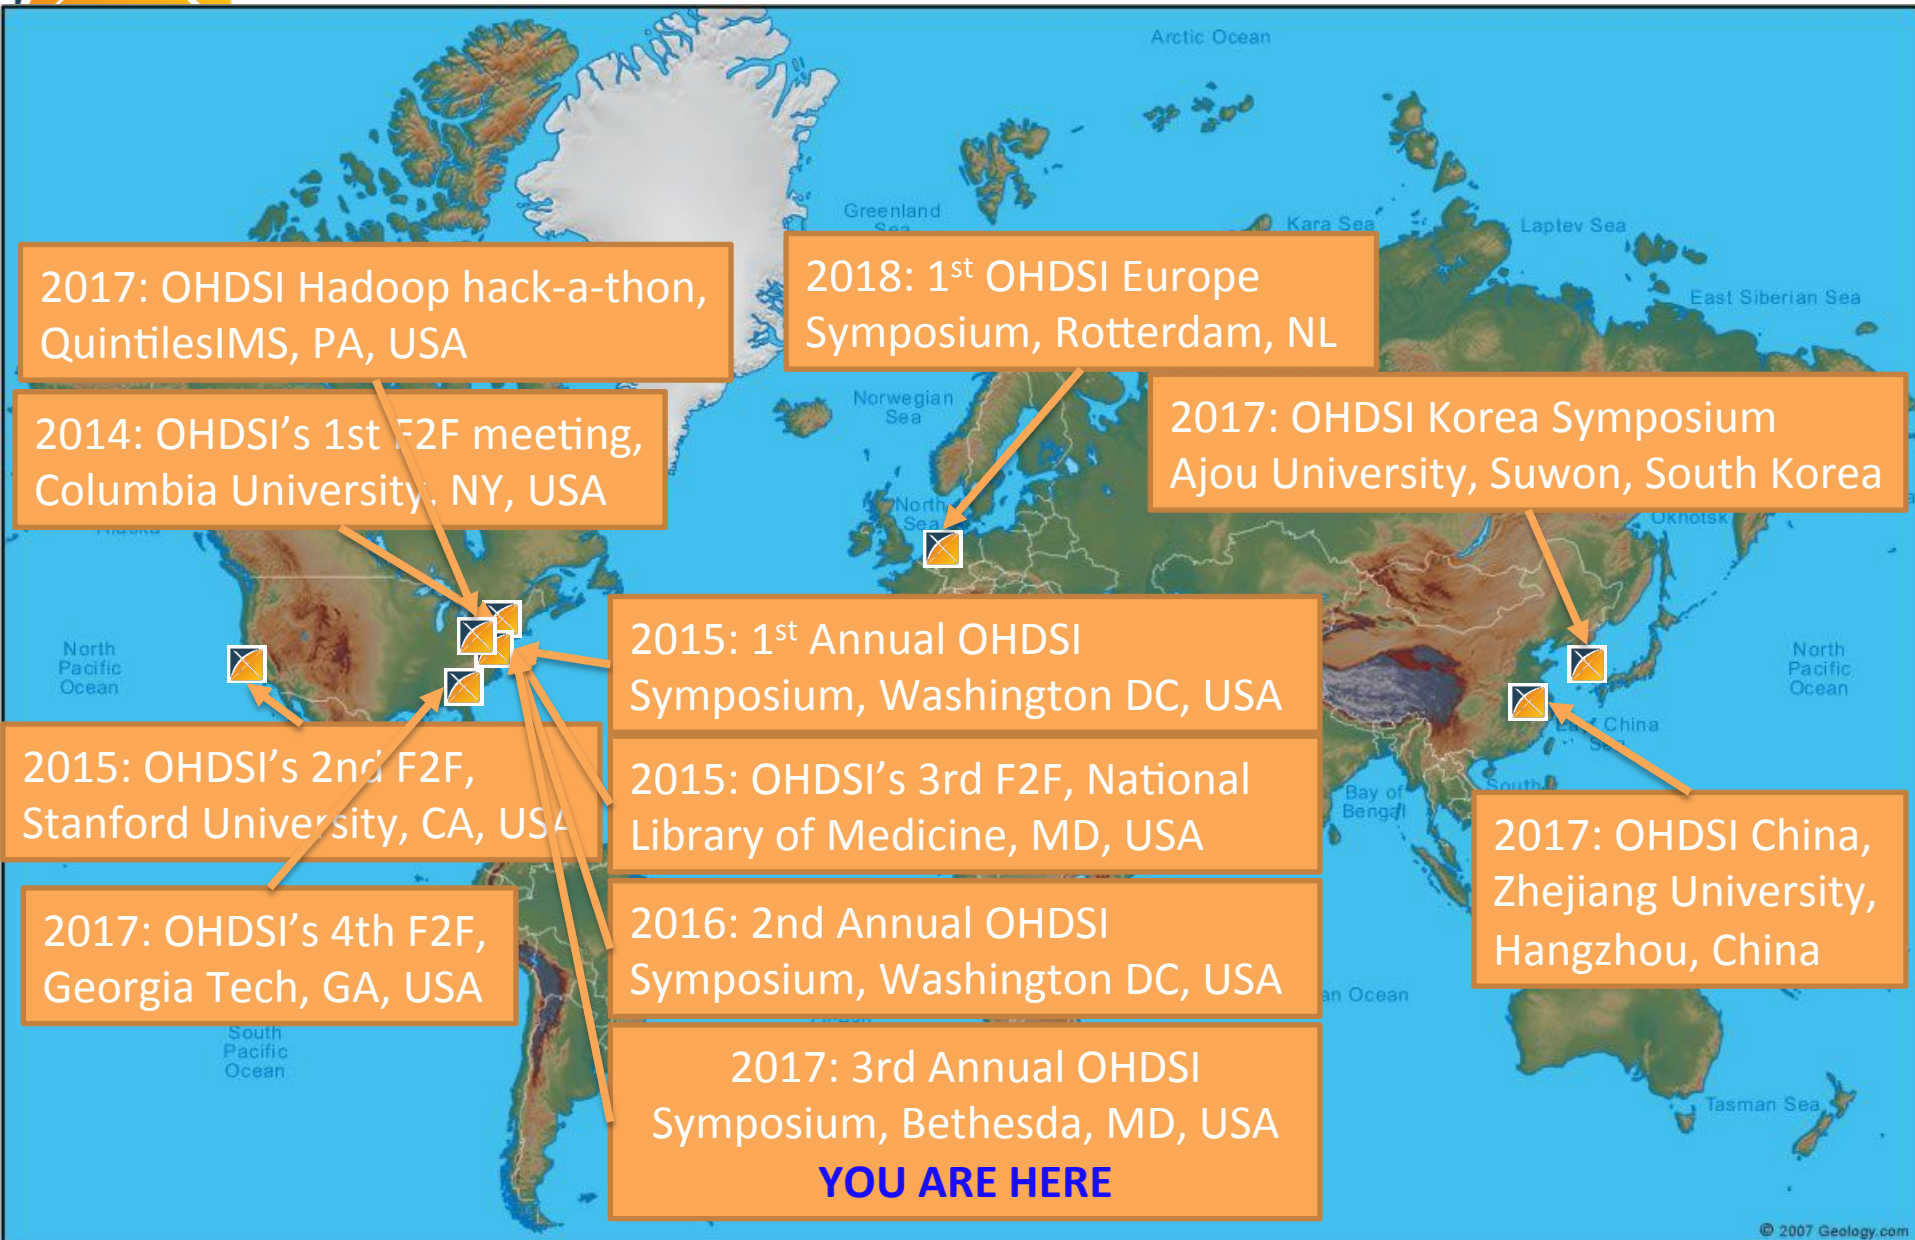 Arctic Ocean
Greenland
Sea
Kara Sea
Laptev Sea
East Siberian Sea
2017: OHDSI Hadoop hack-a-thon,
QuintilesIMS, PA, USA
2018: 1st OHDSI Europe
Symposium, Rotterdam, NL
2014: OHDSI's 1st F2F meeting,
Columbia University, NY, USA
Norwegian
Sea
2017: OHDSI Korea Symposium
Ajou University, Suwon, South Korea
North
Sea
Okhotsk
Alaska
North
Pacific
Ocean
2015: 1st Annual OHDSI
Symposium, Washington DC, USA
North
Pacific
Ocean
East China
Sea
2015: OHDSI's 2nd F2F,
Stanford University, CA, USA
2015: OHDSI's 3rd F2F, National
Library of Medicine, MD, USA
Bay of
Bengal
South
2017: OHDSI China,
Zhejiang University,
Hangzhou, China
2017: OHDSI's 4th F2F,
Georgia Tech, GA, USA
2016: 2nd Annual OHDSI
Symposium, Washington DC, USA
Ocean
South
Pacific
Ocean
2017: 3rd Annual OHDSI
Symposium, Bethesda, MD, USA
YOU ARE HERE
Tasman Sea
© 2007 Geology.com